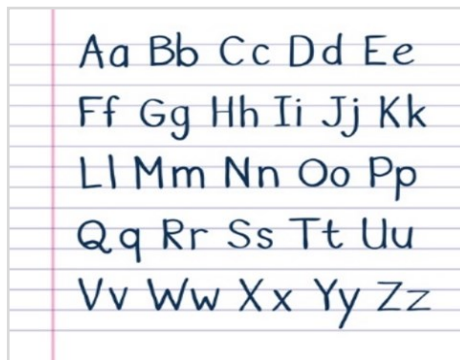 Aa Bb Cc Dd Ee
Ff Gg Hh Ii Jj Kk
Ll Mm Nn Oo Pp
Qq Rr Ss Tt Uu
Vv Ww Xx Yy Zz